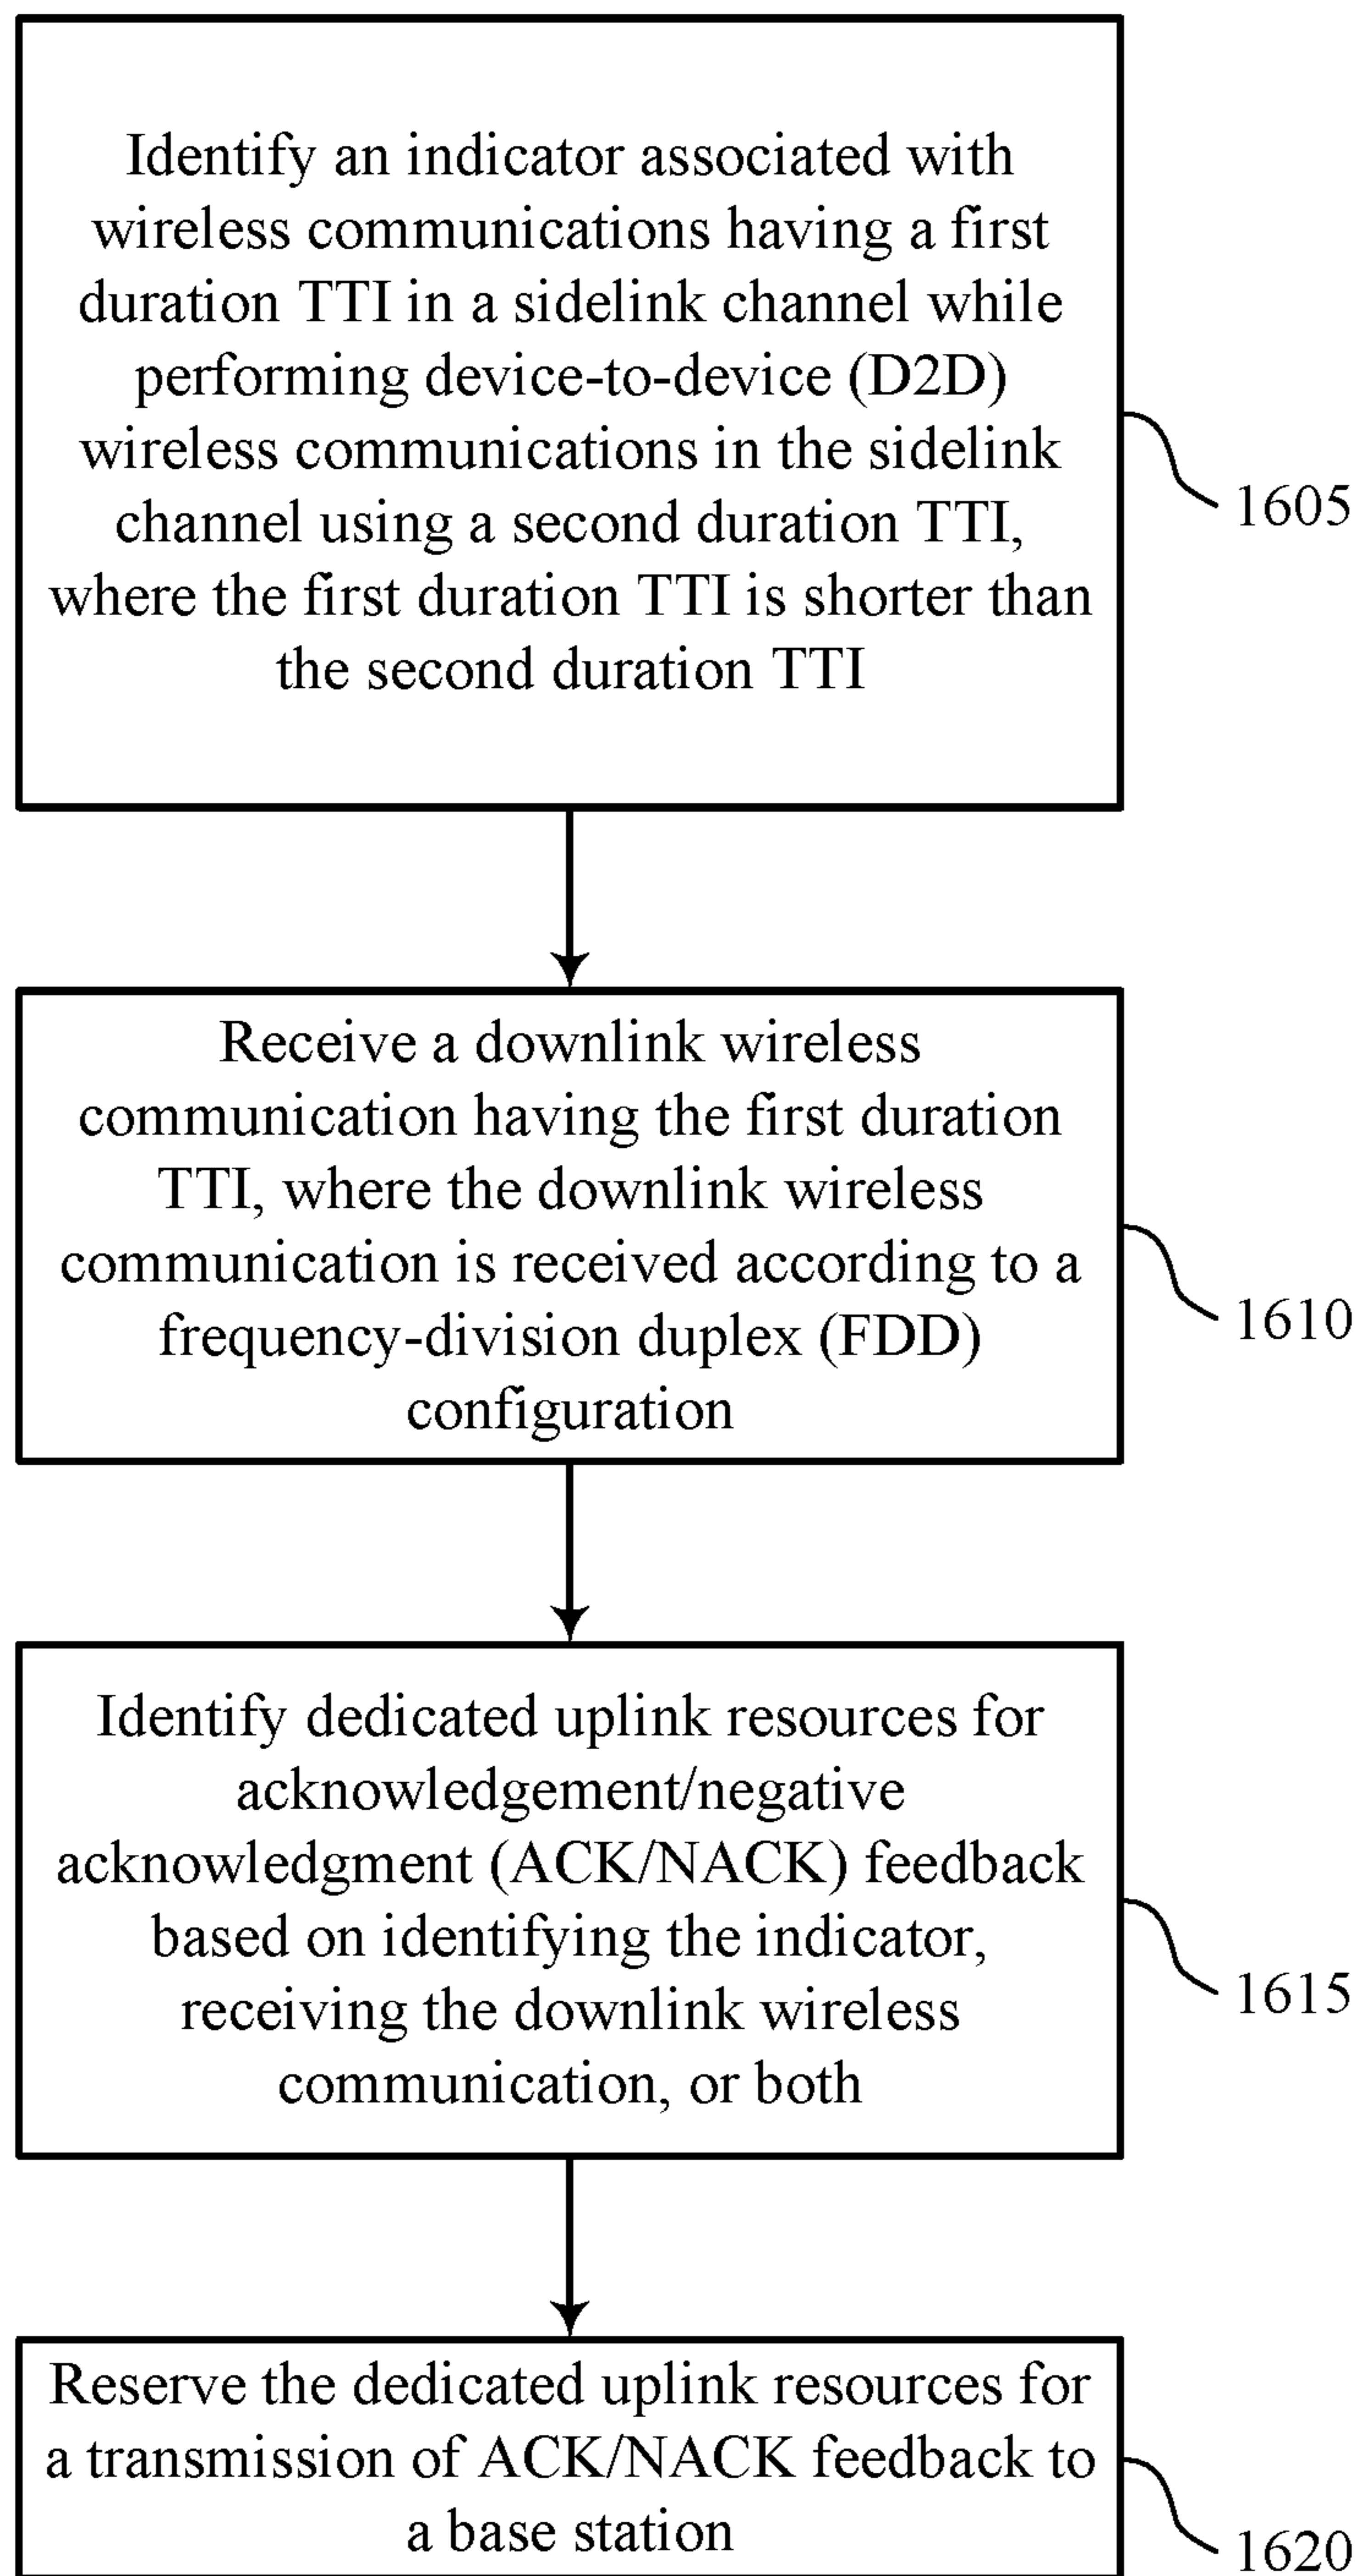 Identify an indicator associated with
wireless communications having a first
duration TTI in a sidelink channel while
performing device-to-device (D2D)
wireless communications in the sidelink
channel using a second duration TTI,
where the first duration TTI is shorter than
the second duration TTI
1605
Receive a downlink wireless
communication having the first duration
TTI, where the downlink wireless
communication is received according to a
frequency-division duplex (FDD)
configuration
1610
Identify dedicated uplink resources for
acknowledgement/negative
acknowledgment (ACK/NACK) feedback
based on identifying the indicator,
receiving the downlink wireless
communication, or both
1615
Reserve the dedicated uplink resources for
a transmission of ACK/NACK feedback to
a base station
1620